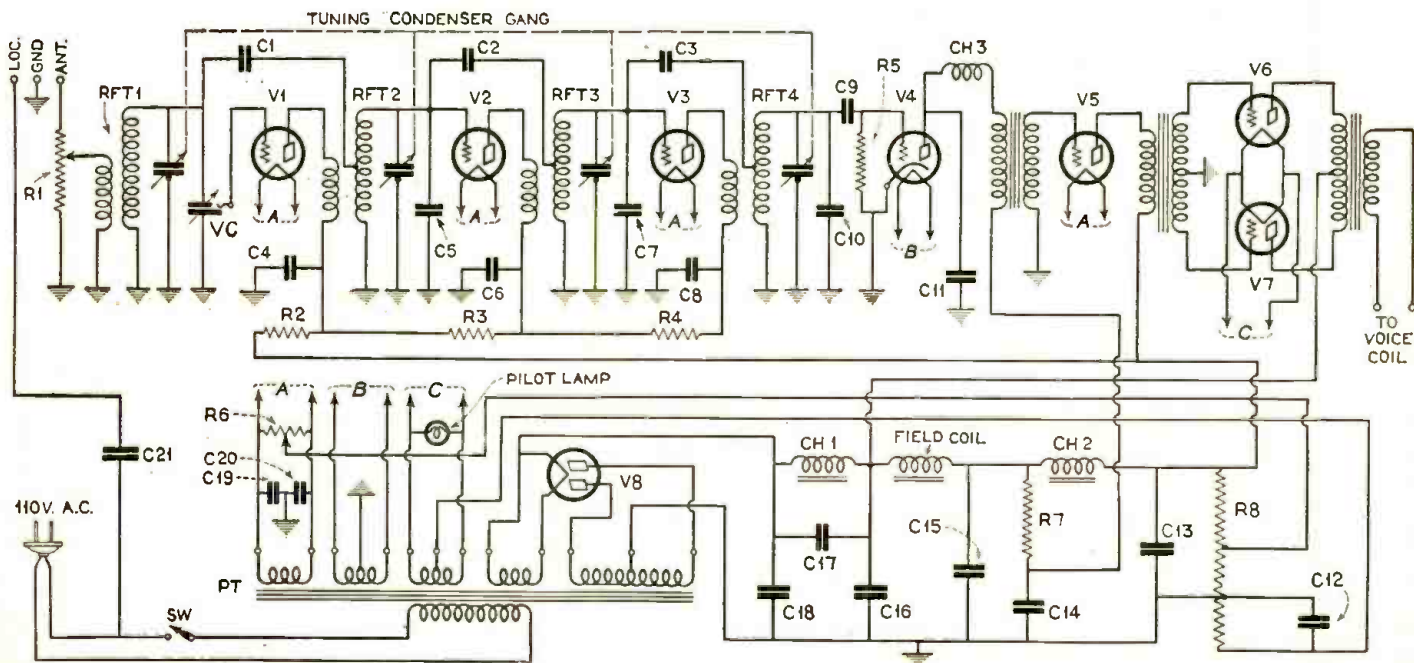 TUNING CONDENSER GANG
LOC.
GND
ANT.
C1
C2
C3
CH 3
RFT1
V1
RFT2
V2
RFT3
V3
RFT4
C9
R5
V4
V5
V6
R1
VC
A
A
A
B
A
C4
C5
C6
C7
C8
C10
C11
V7
C
R2
R3
R4
TO
VOICE
COIL
A
B
C
PILOT LAMP
R6
C21
C20
C19
V8
CH 1
FIELD COIL
CH 2
110V. A.C.
C17
C15
R7
C13
R8
C12
PT
C18
C16
C14
SW